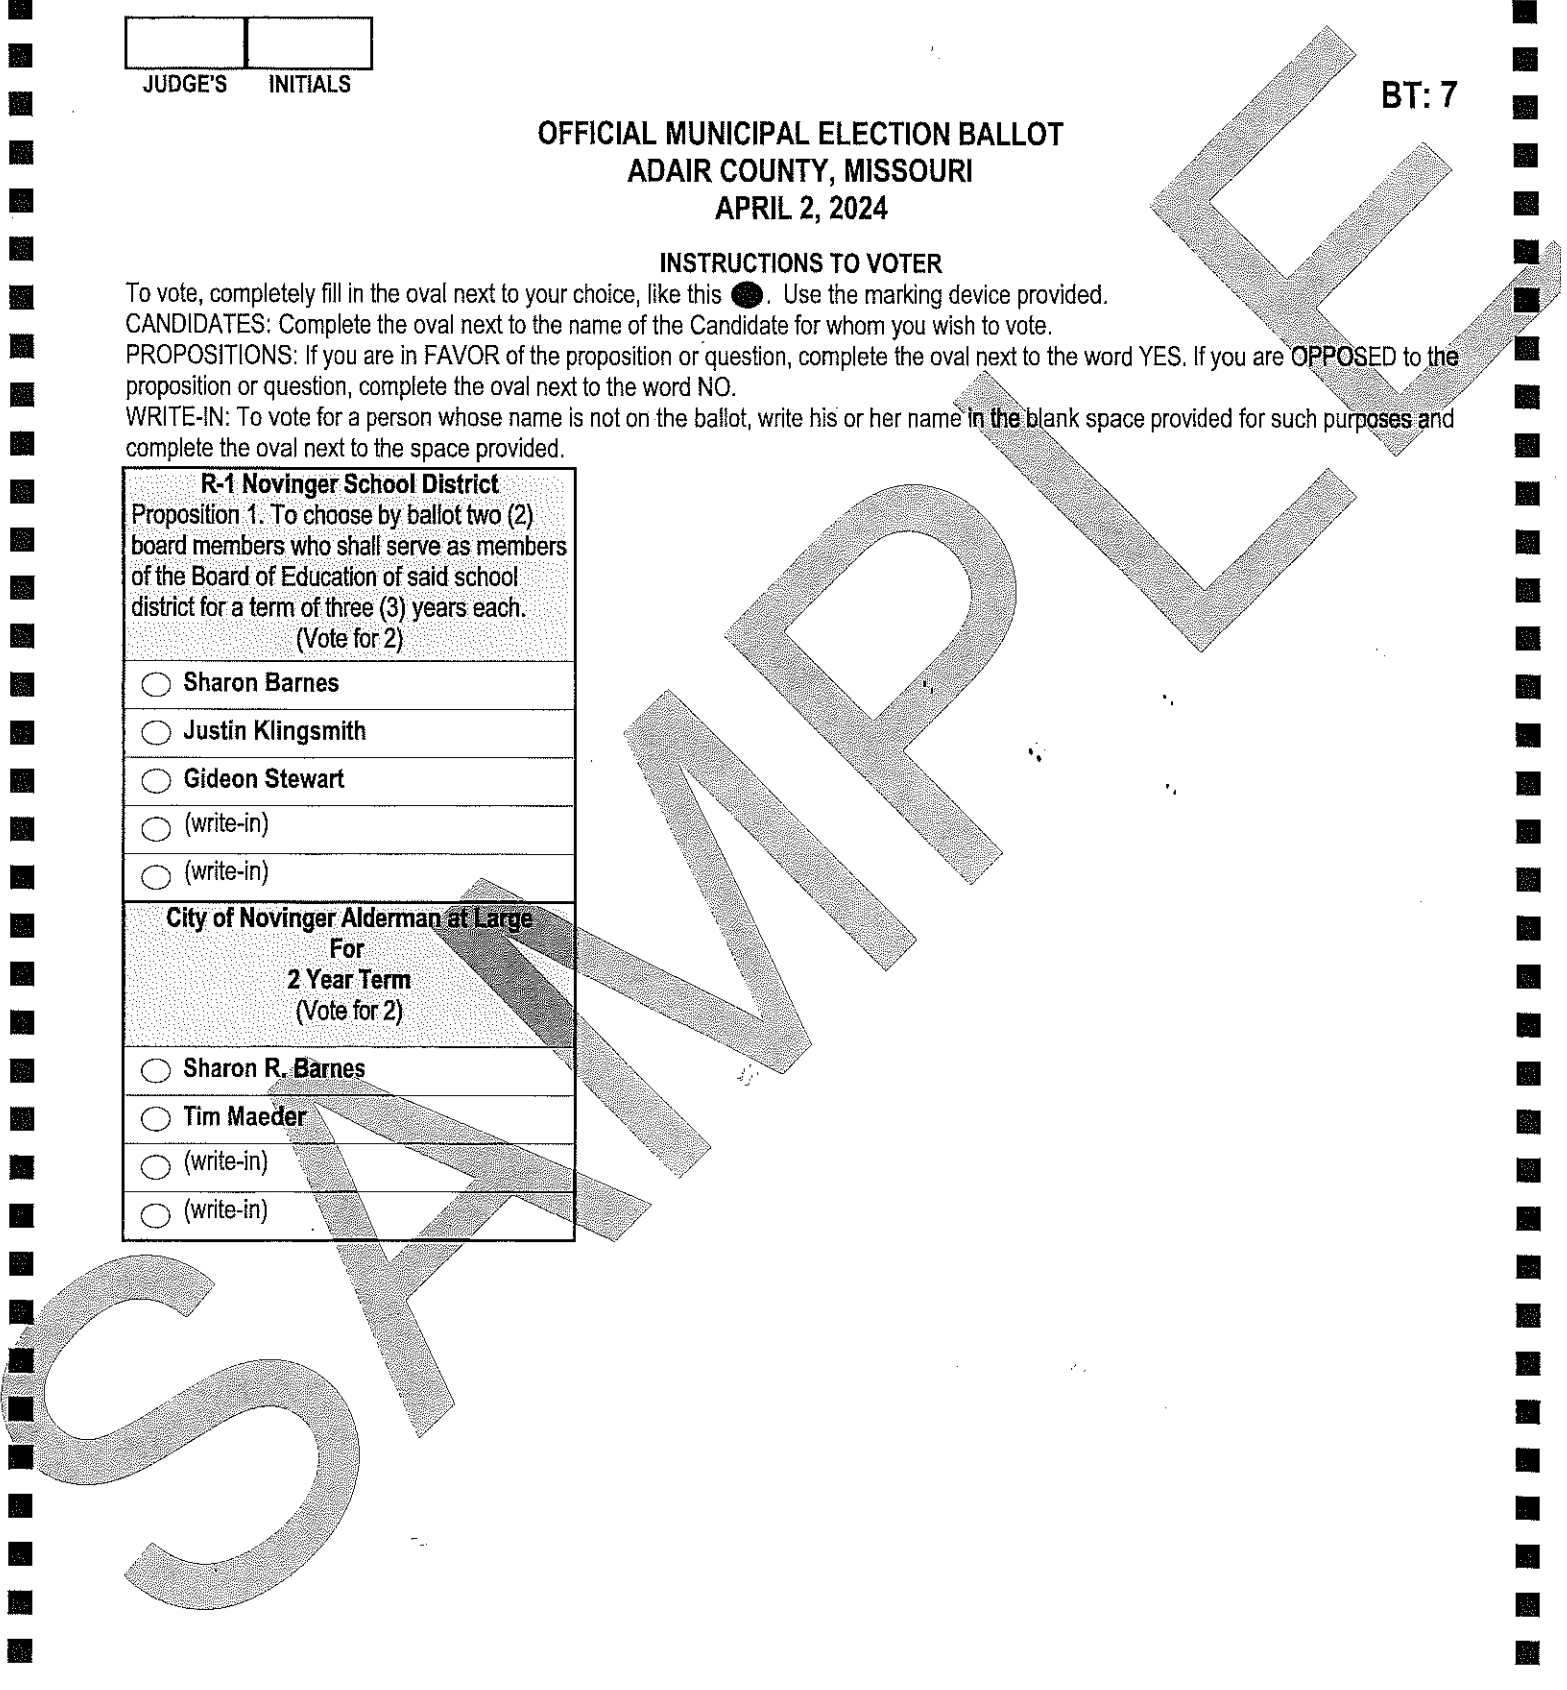 JUDGE'S INITIALS
BT: 7
OFFICIAL MUNICIPAL ELECTION BALLOT
ADAIR COUNTY, MISSOURI
APRIL 2, 2024
INSTRUCTIONS TO VOTER
To vote, completely fill in the oval next to your choice, like this . Use the marking device provided.
CANDIDATES: Complete the oval next to the name of the Candidate for whom you wish to vote.
PROPOSITIONS: If you are in FAVOR of the proposition or question, complete the oval next to the word YES. If you are OPPOSED to the
proposition or question, complete the oval next to the word NO.
WRITE-IN: To vote for a person whose name is not on the ballot, write his or her name in the blank space provided for such purposes and
complete the oval next to the space provided.
R-1 Novinger School District
Proposition 1. To choose by ballot two (2)
board members who shall serve as members
of the Board of Education of said school
district for a term of three (3) years each.
(Vote for 2)
Sharon Barnes
Justin Klingsmith
Gideon Stewart
(write-in)
(write-in)
City of Novinger Alderman at Large
For
2 Year Term
(Vote for 2)
Sharon R. Barnes
Tim Maeder
(write-in)
(write-in)
SAMPLE